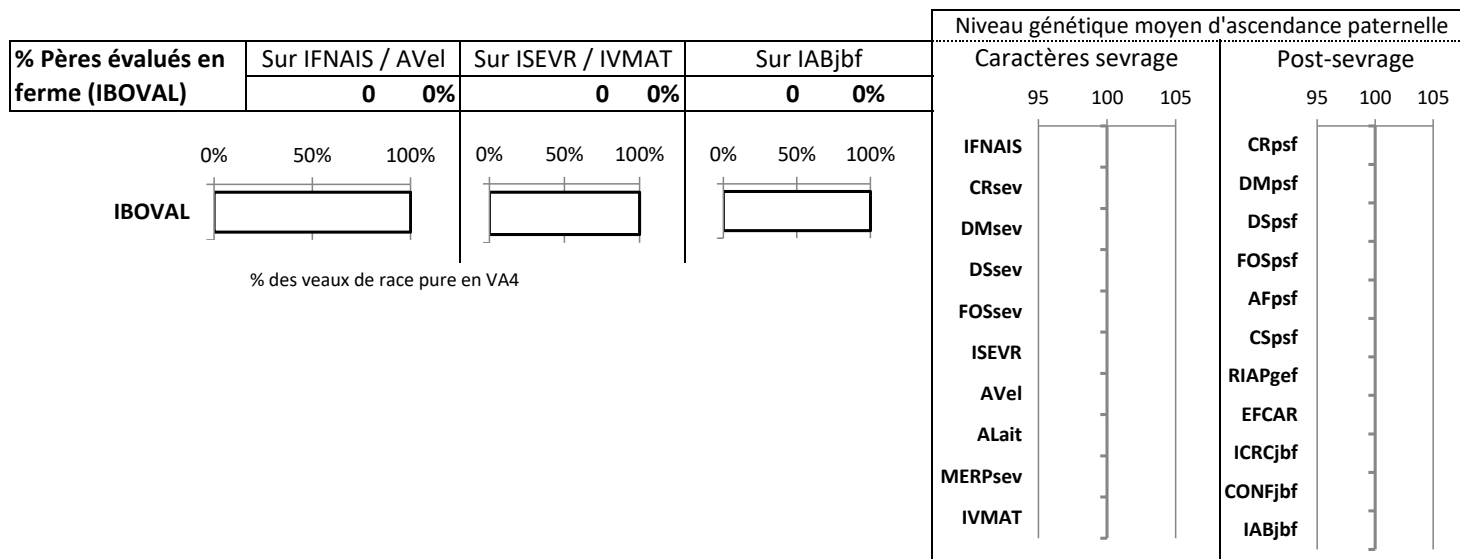 Niveau génétique moyen d'ascendance paternelle
% Pères évalués en ferme (IBOVAL) Sur IFNAIS / AVel Sur ISEVR / IVMAT Sur IABjbf
0 0% 0 0% 0 0%
0% 50% 100% 0% 50% 100% 0% 50% 100%
IBOVAL
% des veaux de race pure en VA4
Caractères sevrage
95 100 105
IFNAIS
CRsev
DMsev
DSsev
FOSsev
ISEVR
AVel
ALait
MERPsev
IVMAT
Post-sevrage
95 100 105
CRpsf
DMpsf
DSpsf
FOSpsf
AFpsf
CSpsf
RIAPgef
EFCAR
ICRCjbf
CONFjbf
IABjbf